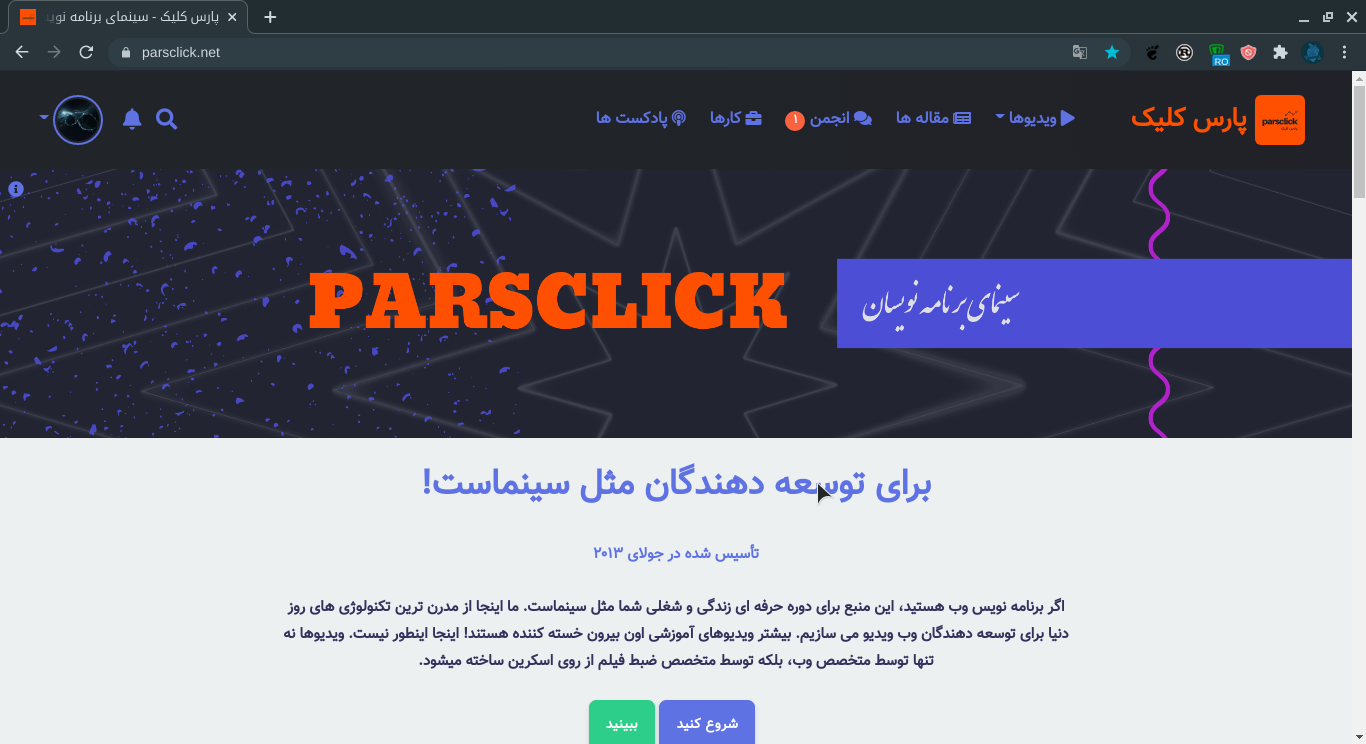 پارس کلیک - سینمای برنامه نوی
parsclick.net
RO
parsclick
پارس کلیک
پارس کلیک
ویدیوها
مقاله ها
انجمن ۱
کارها
پادکست ها
PARSCLICK
سینمای برنامه نویسان
برای توسعه دهندگان مثل سینماست!
تأسیس شده در جولای ۲۰۱۳
اگر برنامه نویس وب هستید، این منبع برای دوره حرفه ای زندگی و شغلی شما مثل سینماست. ما اینجا از مدرن ترین تکنولوژی های روز
دنیا برای توسعه دهندگان وب ویدیو می سازیم. بیشتر ویدیوهای آموزشی اون بیرون خسته کننده هستند! اینجا اینطور نیست. ویدیوها نه
تنها توسط متخصص وب، بلکه توسط متخصص ضبط فیلم از روی اسکرین ساخته میشود.
شروع کنید
ببینید